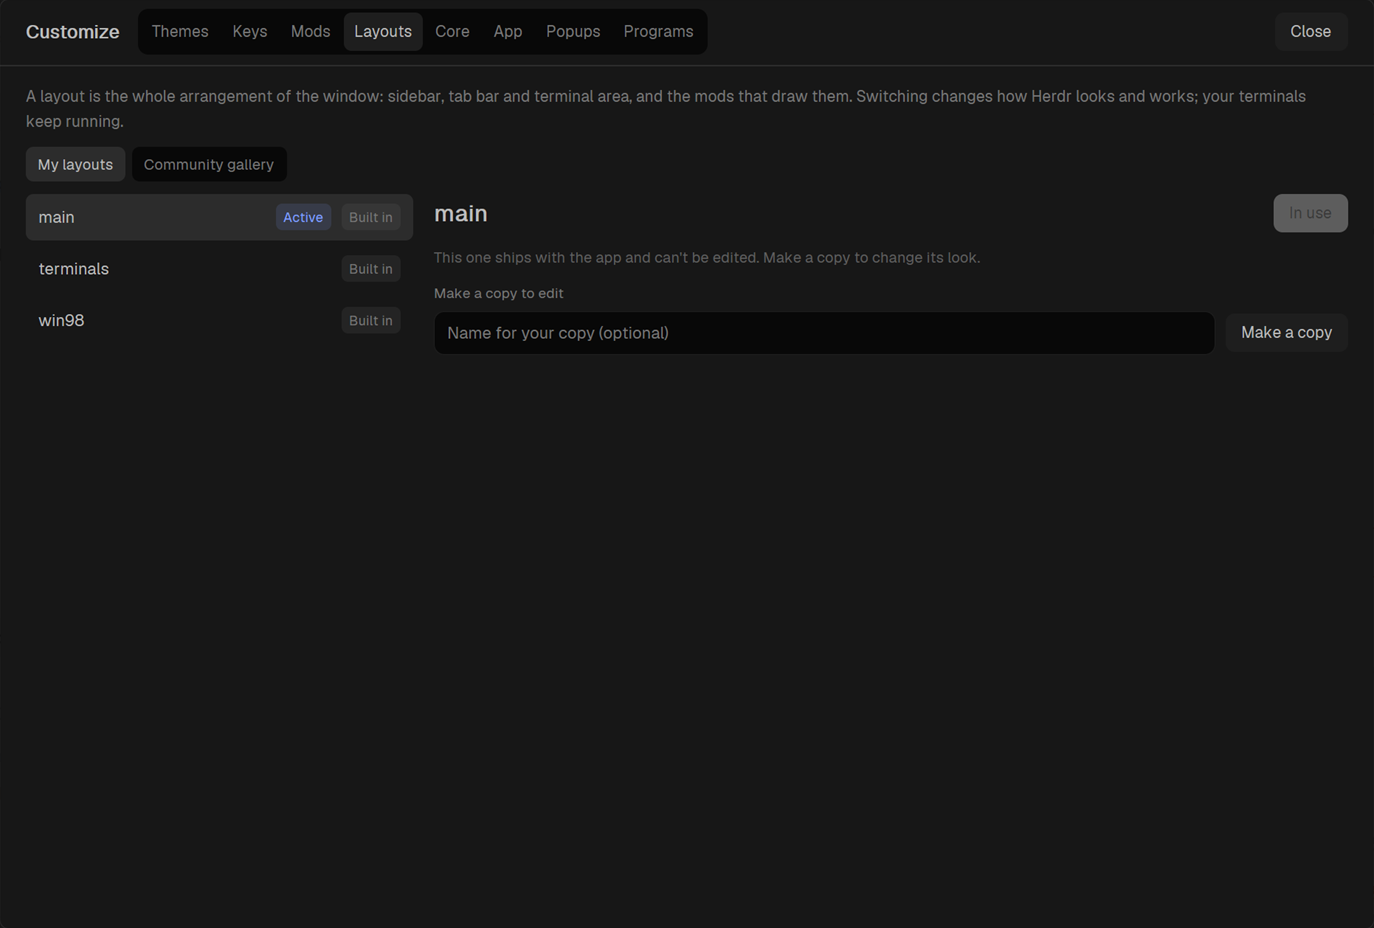 Customize
Themes
Keys
Mods
Layouts
Core
App
Popups
Programs
Close
A layout is the whole arrangement of the window: sidebar, tab bar and terminal area, and the mods that draw them. Switching changes how Herdr looks and works; your terminals
keep running.
My layouts
Community gallery
main
Active
Built in
terminals
Built in
win98
Built in
main
In use
This one ships with the app and can't be edited. Make a copy to change its look.
Make a copy to edit
Name for your copy (optional)
Make a copy